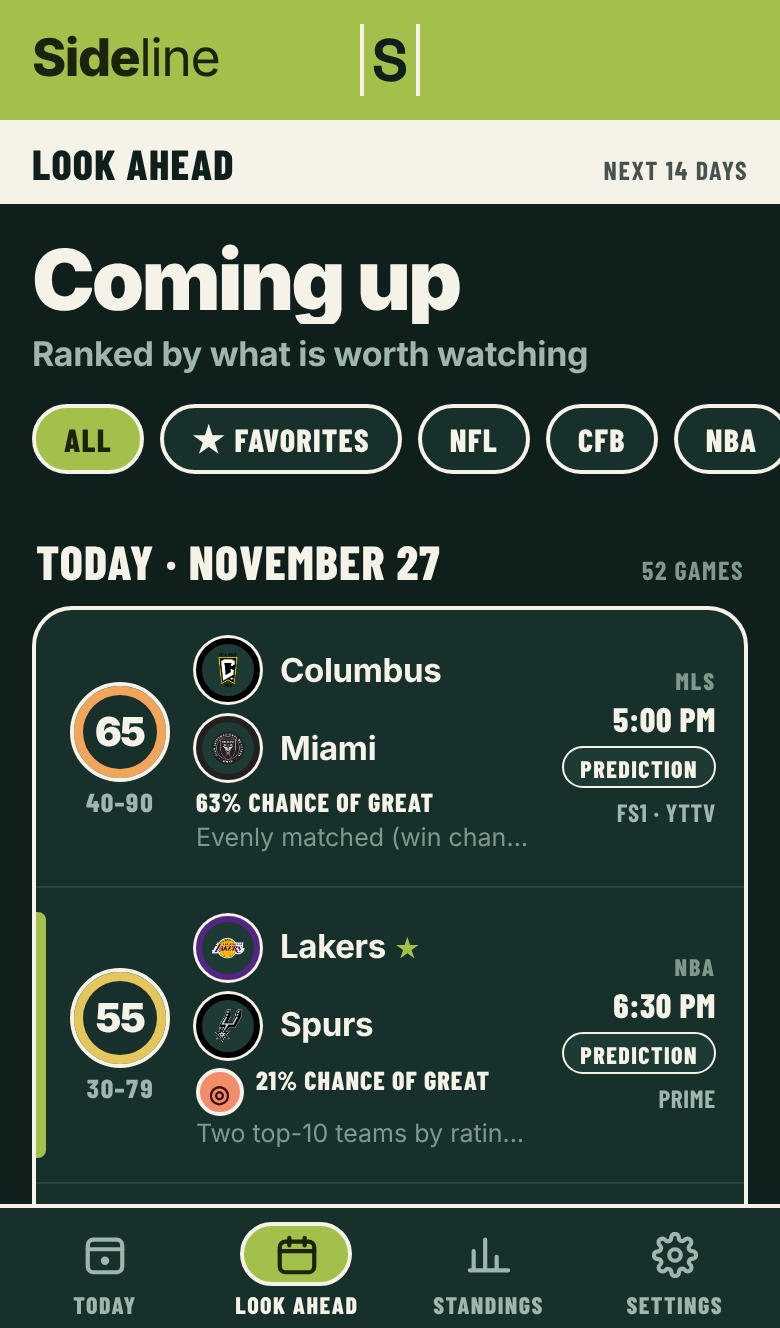 Sideline
S
LOOK AHEAD
NEXT 14 DAYS
Coming up
Ranked by what is worth watching
ALL
★ FAVORITES
NFL
CFB
NBA
TODAY · NOVEMBER 27
52 GAMES
65
40-90
Columbus
Miami
63% CHANCE OF GREAT
Evenly matched (win chan...
MLS
5:00 PM
PREDICTION
FS1 · YTTV
55
30-79
LAKERS
Lakers ★
Spurs
21% CHANCE OF GREAT
Two top-10 teams by ratin...
NBA
6:30 PM
PREDICTION
PRIME
TODAY
LOOK AHEAD
STANDINGS
SETTINGS